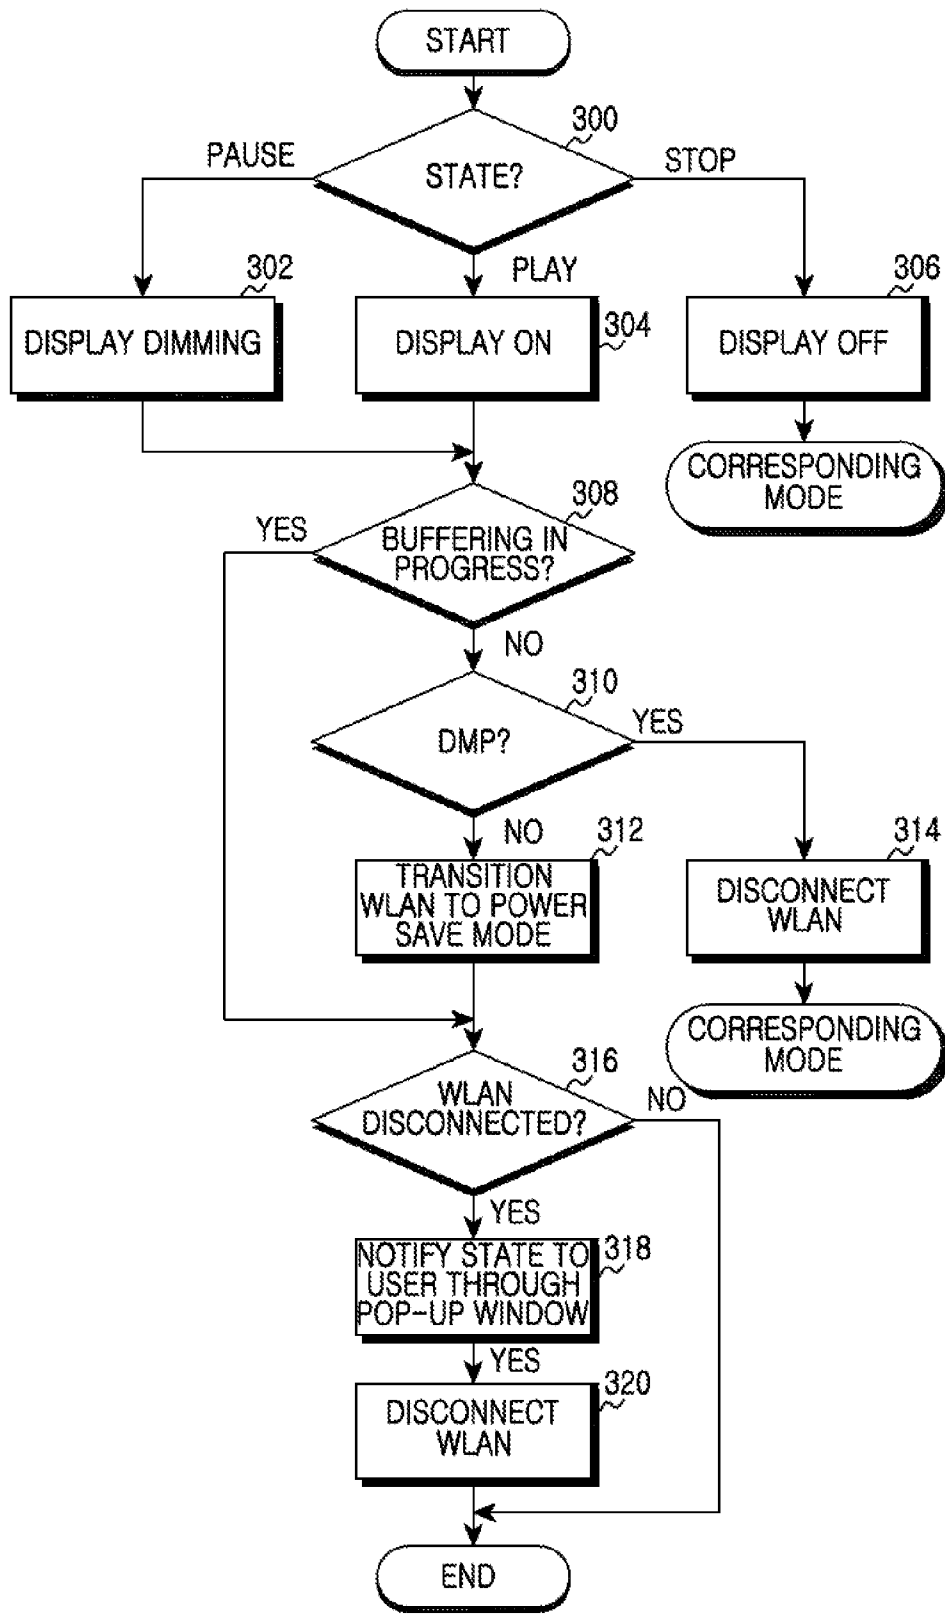 START
300
PAUSE
STATE?
STOP
302
PLAY
306
DISPLAY DIMMING
DISPLAY ON
304
DISPLAY OFF
CORRESPONDING
MODE
308
YES
BUFFERING IN
PROGRESS?
NO
310
DMP?
YES
NO
312
314
TRANSITION
WLAN TO POWER
SAVE MODE
DISCONNECT
WLAN
CORRESPONDING
MODE
316
WLAN
DISCONNECTED?
NO
YES
NOTIFY STATE TO
USER THROUGH
POP-UP WINDOW
318
YES
320
DISCONNECT
WLAN
END